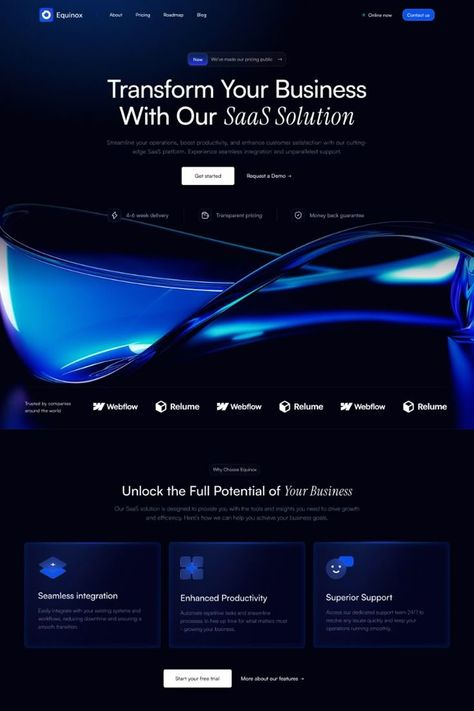 Equinox
About
Pricing
Roadmap
Blog
Online now
Contact us
New
We've made our pricing public →
Transform Your Business
With Our SaaS Solution
Streamline your operations, boost productivity, and enhance customer satisfaction with our cutting-
edge SaaS platform. Experience seamless integration and unparalleled support.
Get started
Request a Demo →
4-6 week delivery
Transparent pricing
Money back guarantee
Trusted by companies
around the world
Webflow
Relume
Webflow
Relume
Webflow
Relume
Why Choose Equinox
Unlock the Full Potential of Your Business
Our SaaS solution is designed to provide you with the tools and insights you need to drive growth
and efficiency. Here's how we can help you achieve your business goals.
Seamless integration
Easily integrate with your existing systems and
workflows, reducing downtime and ensuring a
smooth transition.
Enhanced Productivity
Automate repetitive tasks and streamline
processes to free up time for what matters most
- growing your business.
Superior Support
Access our dedicated support team 24/7 to
resolve any issues quickly and keep your
operations running smoothly.
Start your free trial
More about our features →